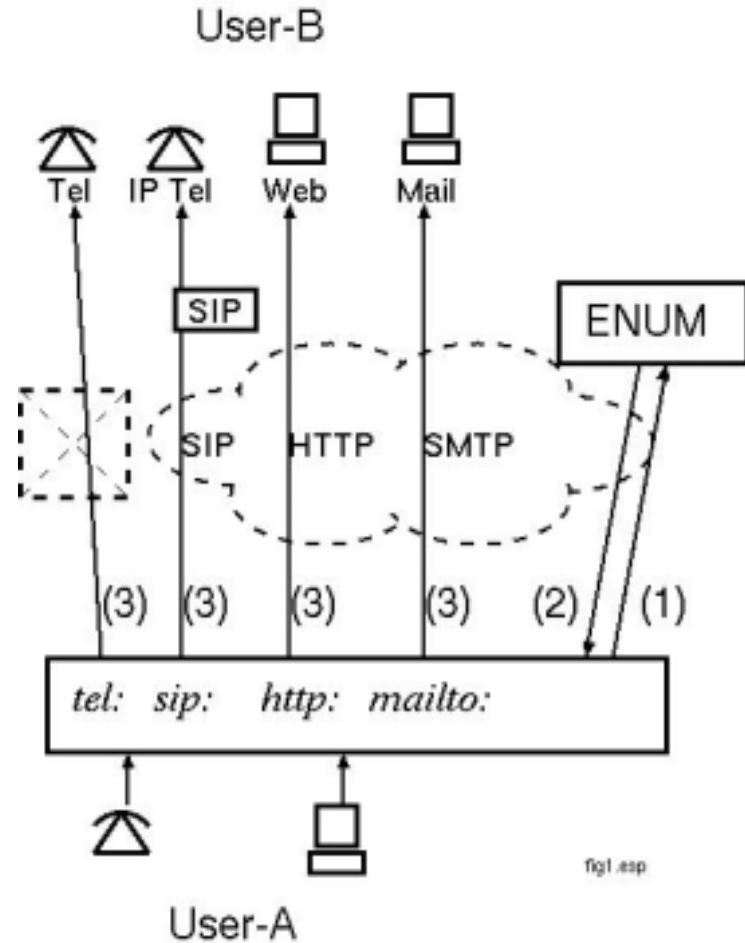 User-B
Tel IP Tel Web Mail
SIP
ENUM
SIP HTTP SMTP
(3) (3) (3) (3) (2) (1)
tel: sip: http: mailto:
fig1.esp
User-A